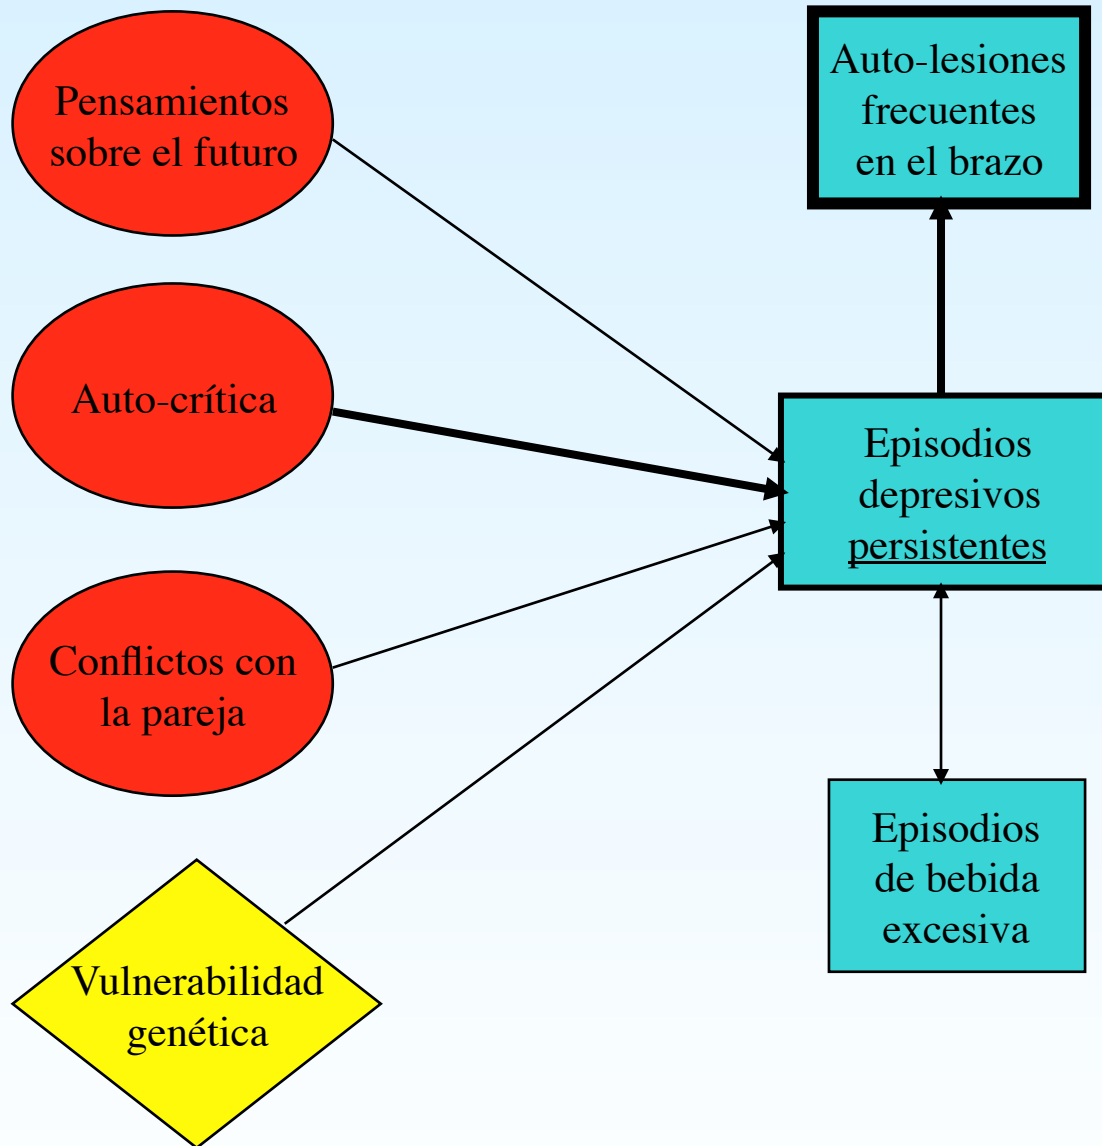 Pensamientos
sobre el futuro
Auto-crítica
Conflictos con
la pareja
Vulnerabilidad
genética
Auto-lesiones
frecuentes
en el brazo
Episodios
depresivos
persistentes
Episodios
de bebida
excesiva